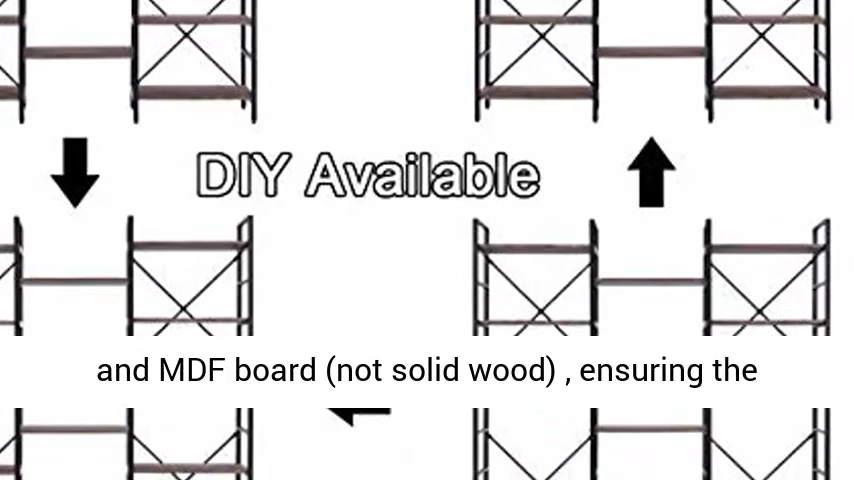 DIY Available
and MDF board (not solid wood) , ensuring the